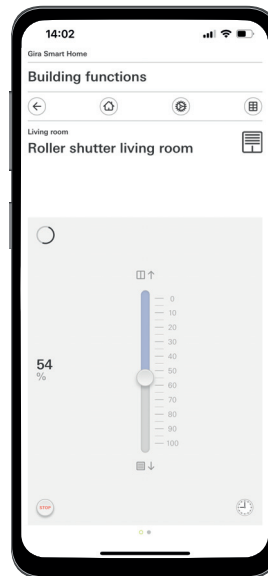 14:02
Gira Smart Home
Building functions
Living room
Roller shutter living room
0
10
20
30
40
54
%
50
60
70
80
90
100
STOP